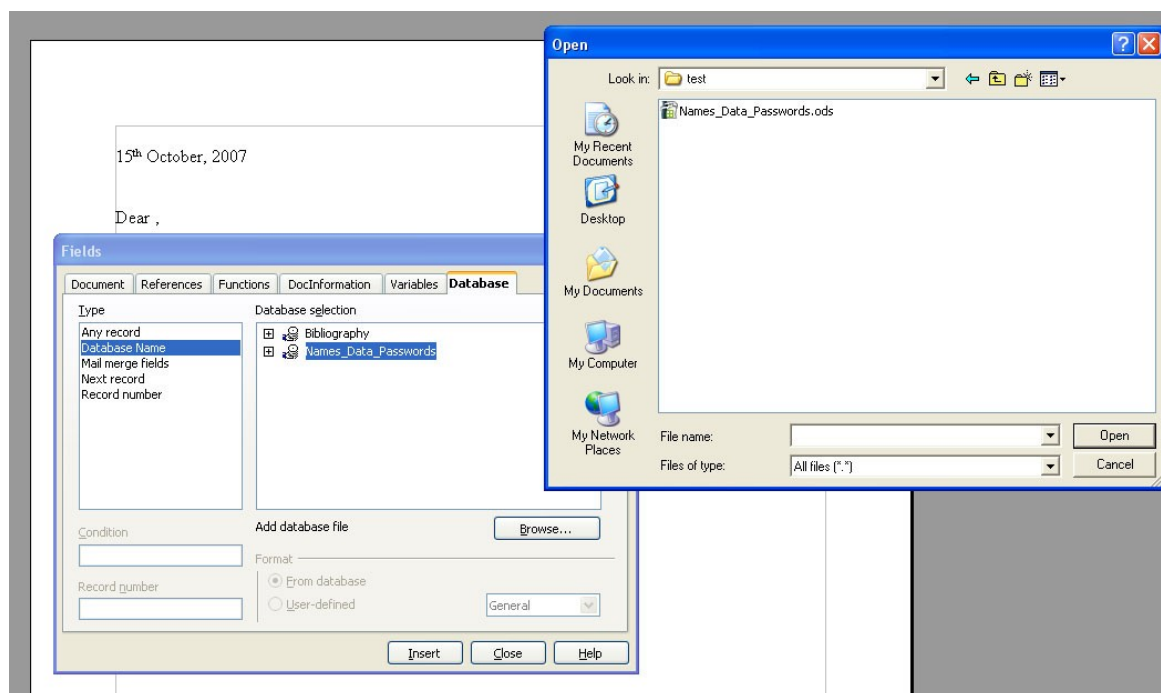 Open
Look in:
test
Names_Data_Passwords.ods
My Recent
Documents
Desktop
My Documents
My Computer
My Network
Places
File name:
Open
Files of type:
All files (*.*)
Cancel
15th October, 2007
Dear ,
Fields
Document References Functions DocInformation Variables Database
Type
Any record
Database Name
Mail merge fields
Next record
Record number
Database selection
Bibliography
Names_Data_Passwords
Condition
Record number
Add database file
Browse...
Format
From database
User-defined
General
Insert Close Help